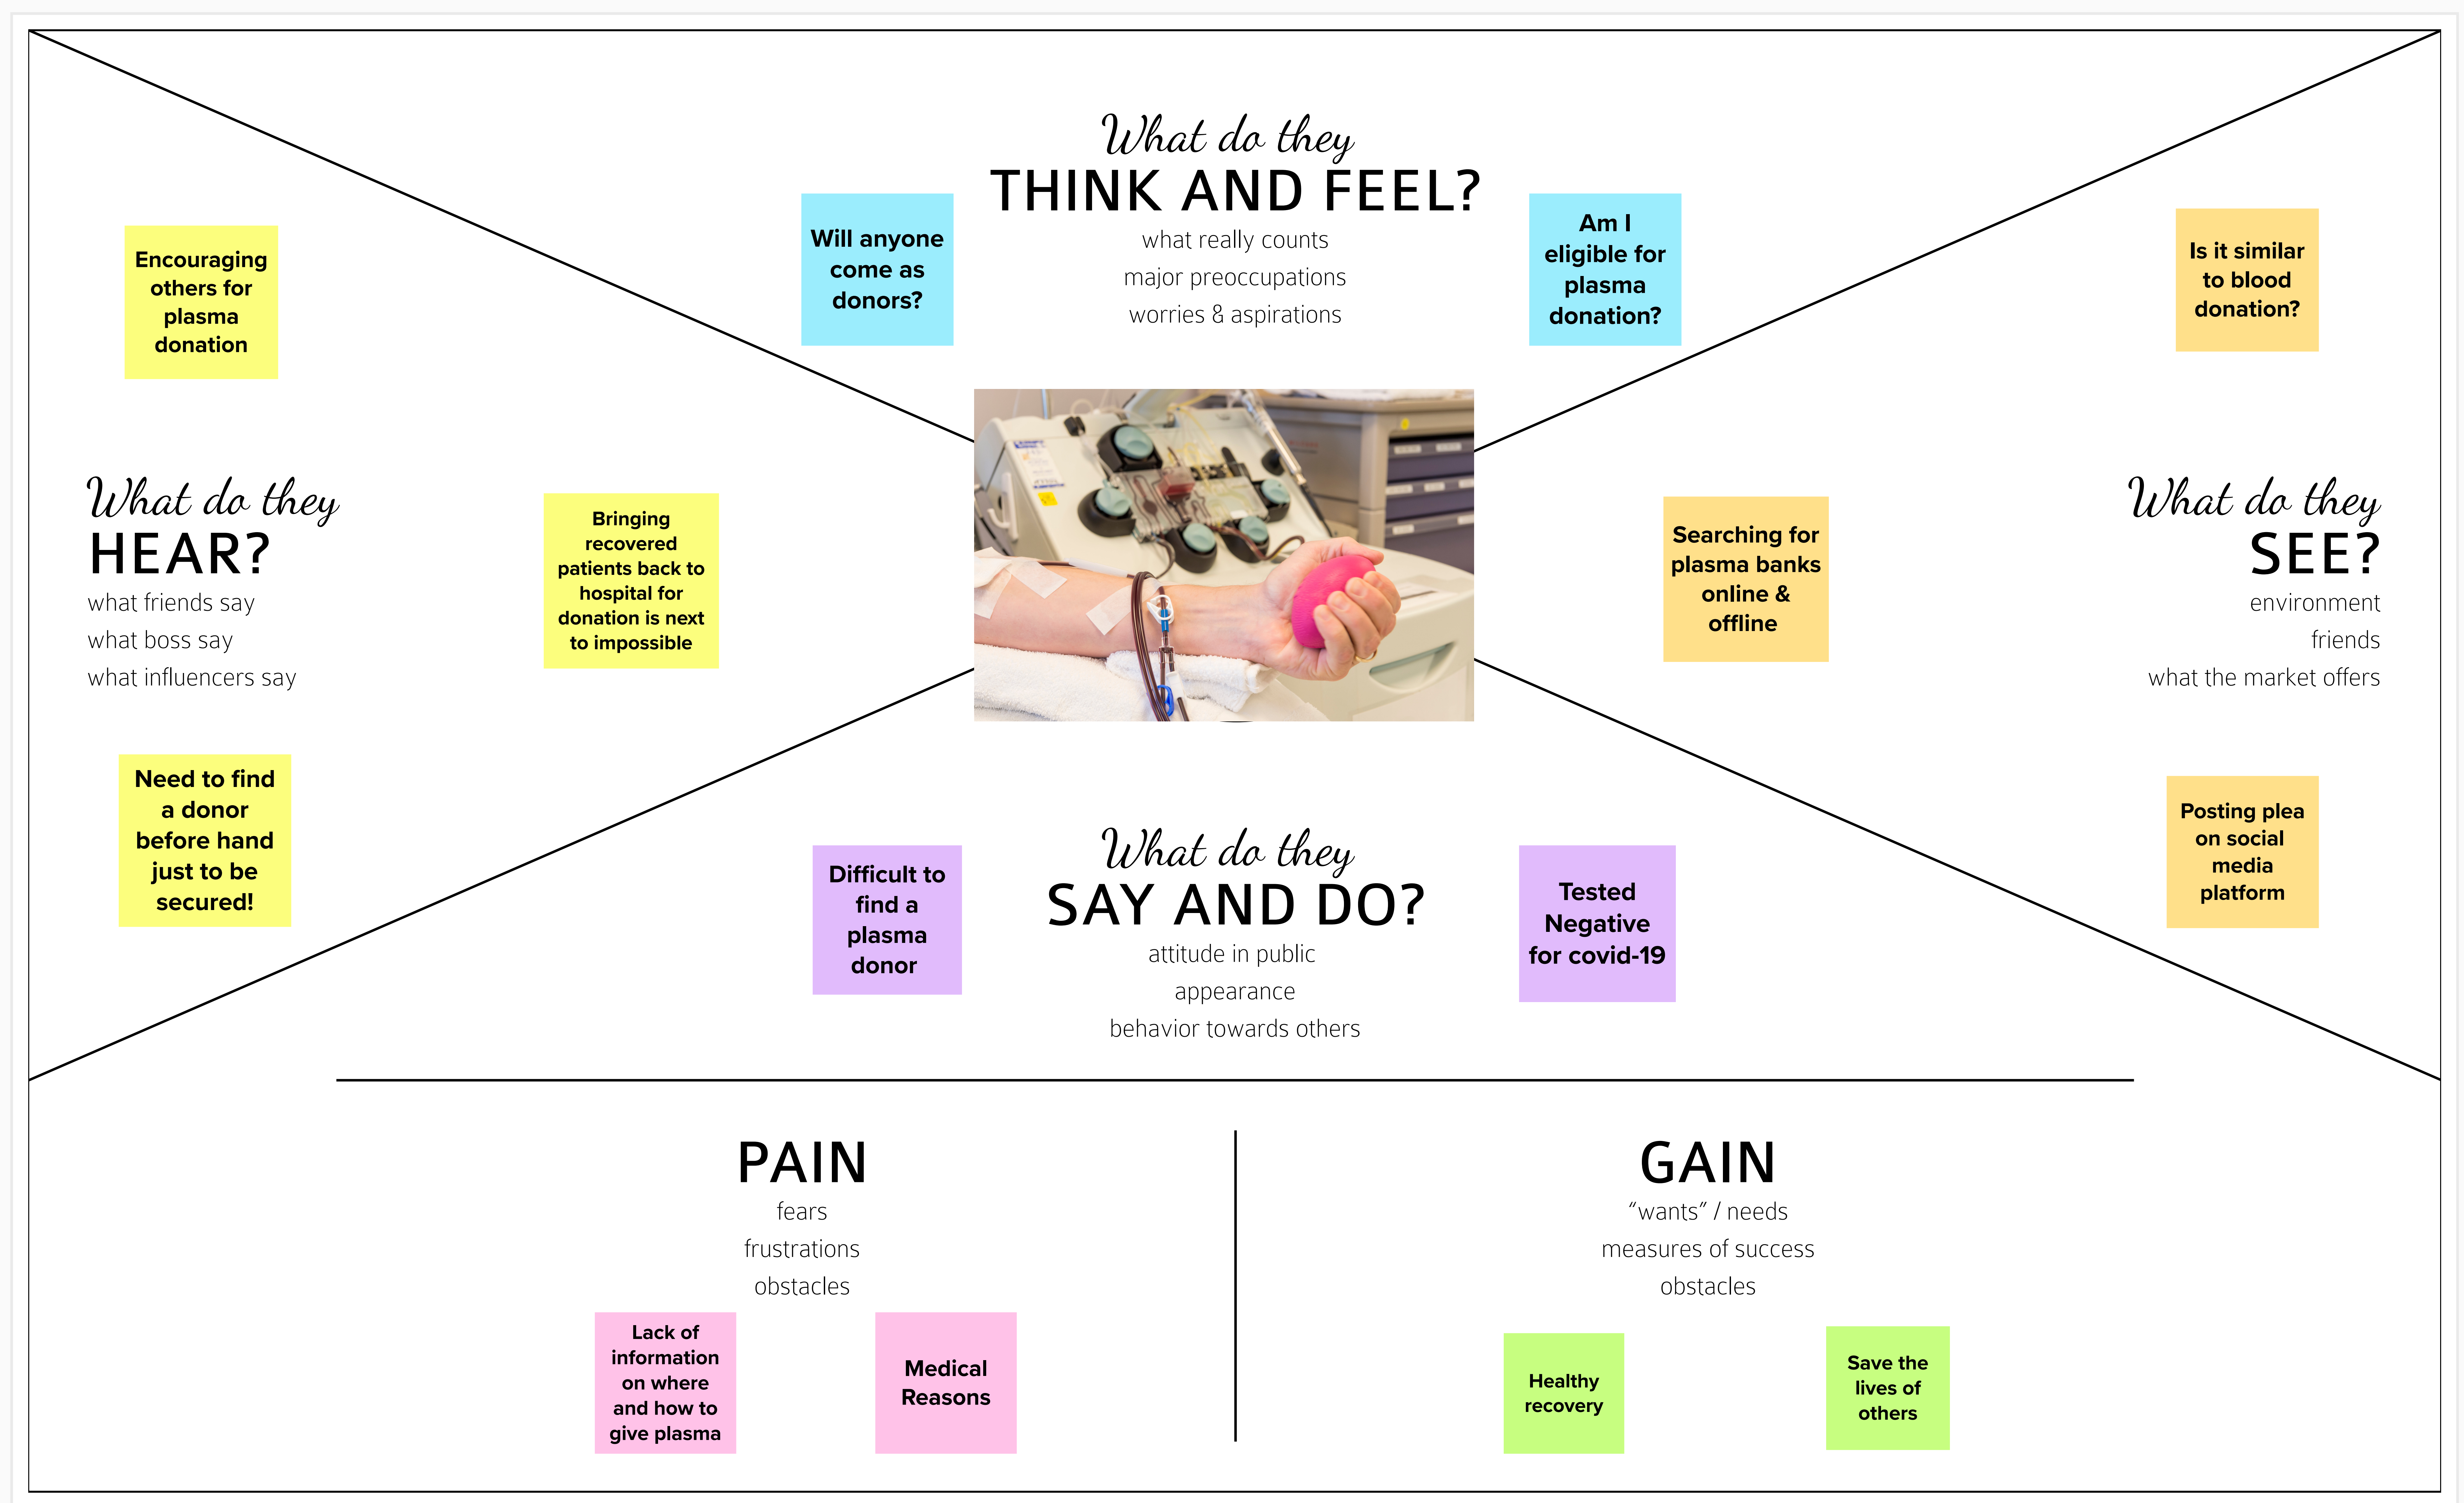 What do they
THINK AND FEEL?
what really counts
major preoccupations
worries & aspirations
Will anyone
come as
donors?
Am I
eligible for
plasma
donation?
Encouraging
others for
plasma
donation
What do they
HEAR?
what friends say
what boss say
what influencers say
Bringing
recovered
patients back to
hospital for
donation is next
to impossible
Need to find
a donor
before hand
just to be
secured!
Is it similar
to blood
donation?
Searching for
plasma banks
online &
offline
What do they
SEE?
environment
friends
what the market offers
Posting plea
on social
media
platform
What do they
SAY AND DO?
attitude in public
appearance
behavior towards others
Difficult to
find a
plasma
donor
Tested
Negative
for covid-19
PAIN
fears
frustrations
obstacles
Lack of
information
on where
and how to
give plasma
Medical
Reasons
GAIN
“wants” / needs
measures of success
obstacles
Healthy
recovery
Save the
lives of
others